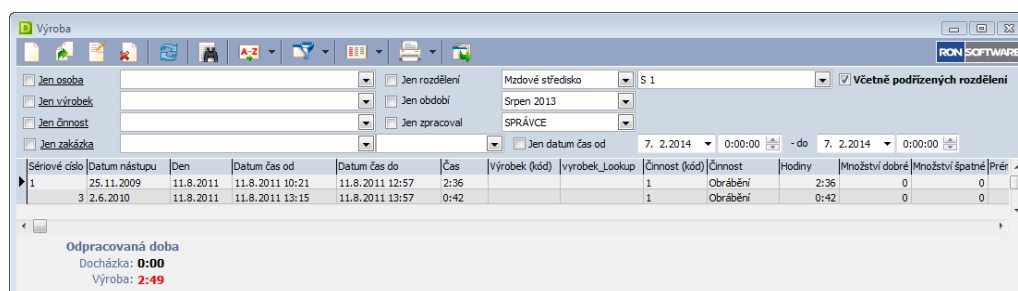 Výroba
A-Z
RON SOFTWARE
Jen osoba Jen rozdělení Mzdové středisko S 1 Včetně podřízených rozdělení
Jen výrobek Jen období Srpen 2013
Jen činnost Jen zpracoval SPRÁVCE
Jen zakázka Jen datum čas od 7. 2.2014 0:00:00 - do 7. 2.2014 0:00:00
Sériové číslo Datum nástupu Den Datum čas od Datum čas do Čas Výrobek (kód) vyrobek_Lookup Činnost (kód) Činnost Hodiny Množství dobré Množství špatné Prém
1 25.11.2009 11.8.2011 11.8.2011 10:21 11.8.2011 12:57 2:36 1 Obrábění 2:36 0 0
3 2.6.2010 11.8.2011 11.8.2011 13:15 11.8.2011 13:57 0:42 1 Obrábění 0:42 0 0
Odpracovaná doba
Docházka: 0:00
Výroba: 2:49